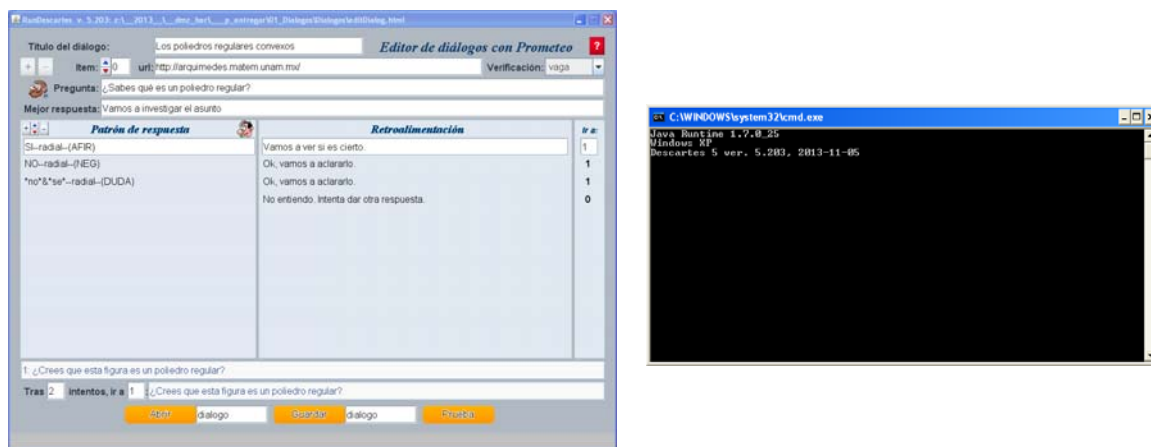 RunDescartes v. 5.203:
Título del diálogo: Los poliedros regulares convexos Editor de diálogos con Prometeo ?
+ - Item: 0 url: http://arquimedes.matem.unam.mx/ Verificación: vaga
Pregunta: ¿Sabes qué es un poliedro regular?
Mejor respuesta: Vamos a investigar el asunto
+ - Patrón de respuesta Retroalimentación Ir a:
SI--radial--(AFIR) Vamos a ver si es cierto. 1
NO--radial--(NEG) Ok, vamos a aclararlo. 1
*no*&*se*--radial--(DUDA) Ok, vamos a aclararlo. 1
No entiendo. Intenta dar otra respuesta. 0
1: ¿Crees que esta figura es un poliedro regular?
Tras 2 intentos, ir a 1 :¿Crees que esta figura es un poliedro regular?
Abrir dialogo Guardar dialogo Prueba
C:\WINDOWS\system32\cmd.exe
Java Runtime 1.7.0_25
Windows XP
Descartes 5 ver. 5.203, 2013-11-05